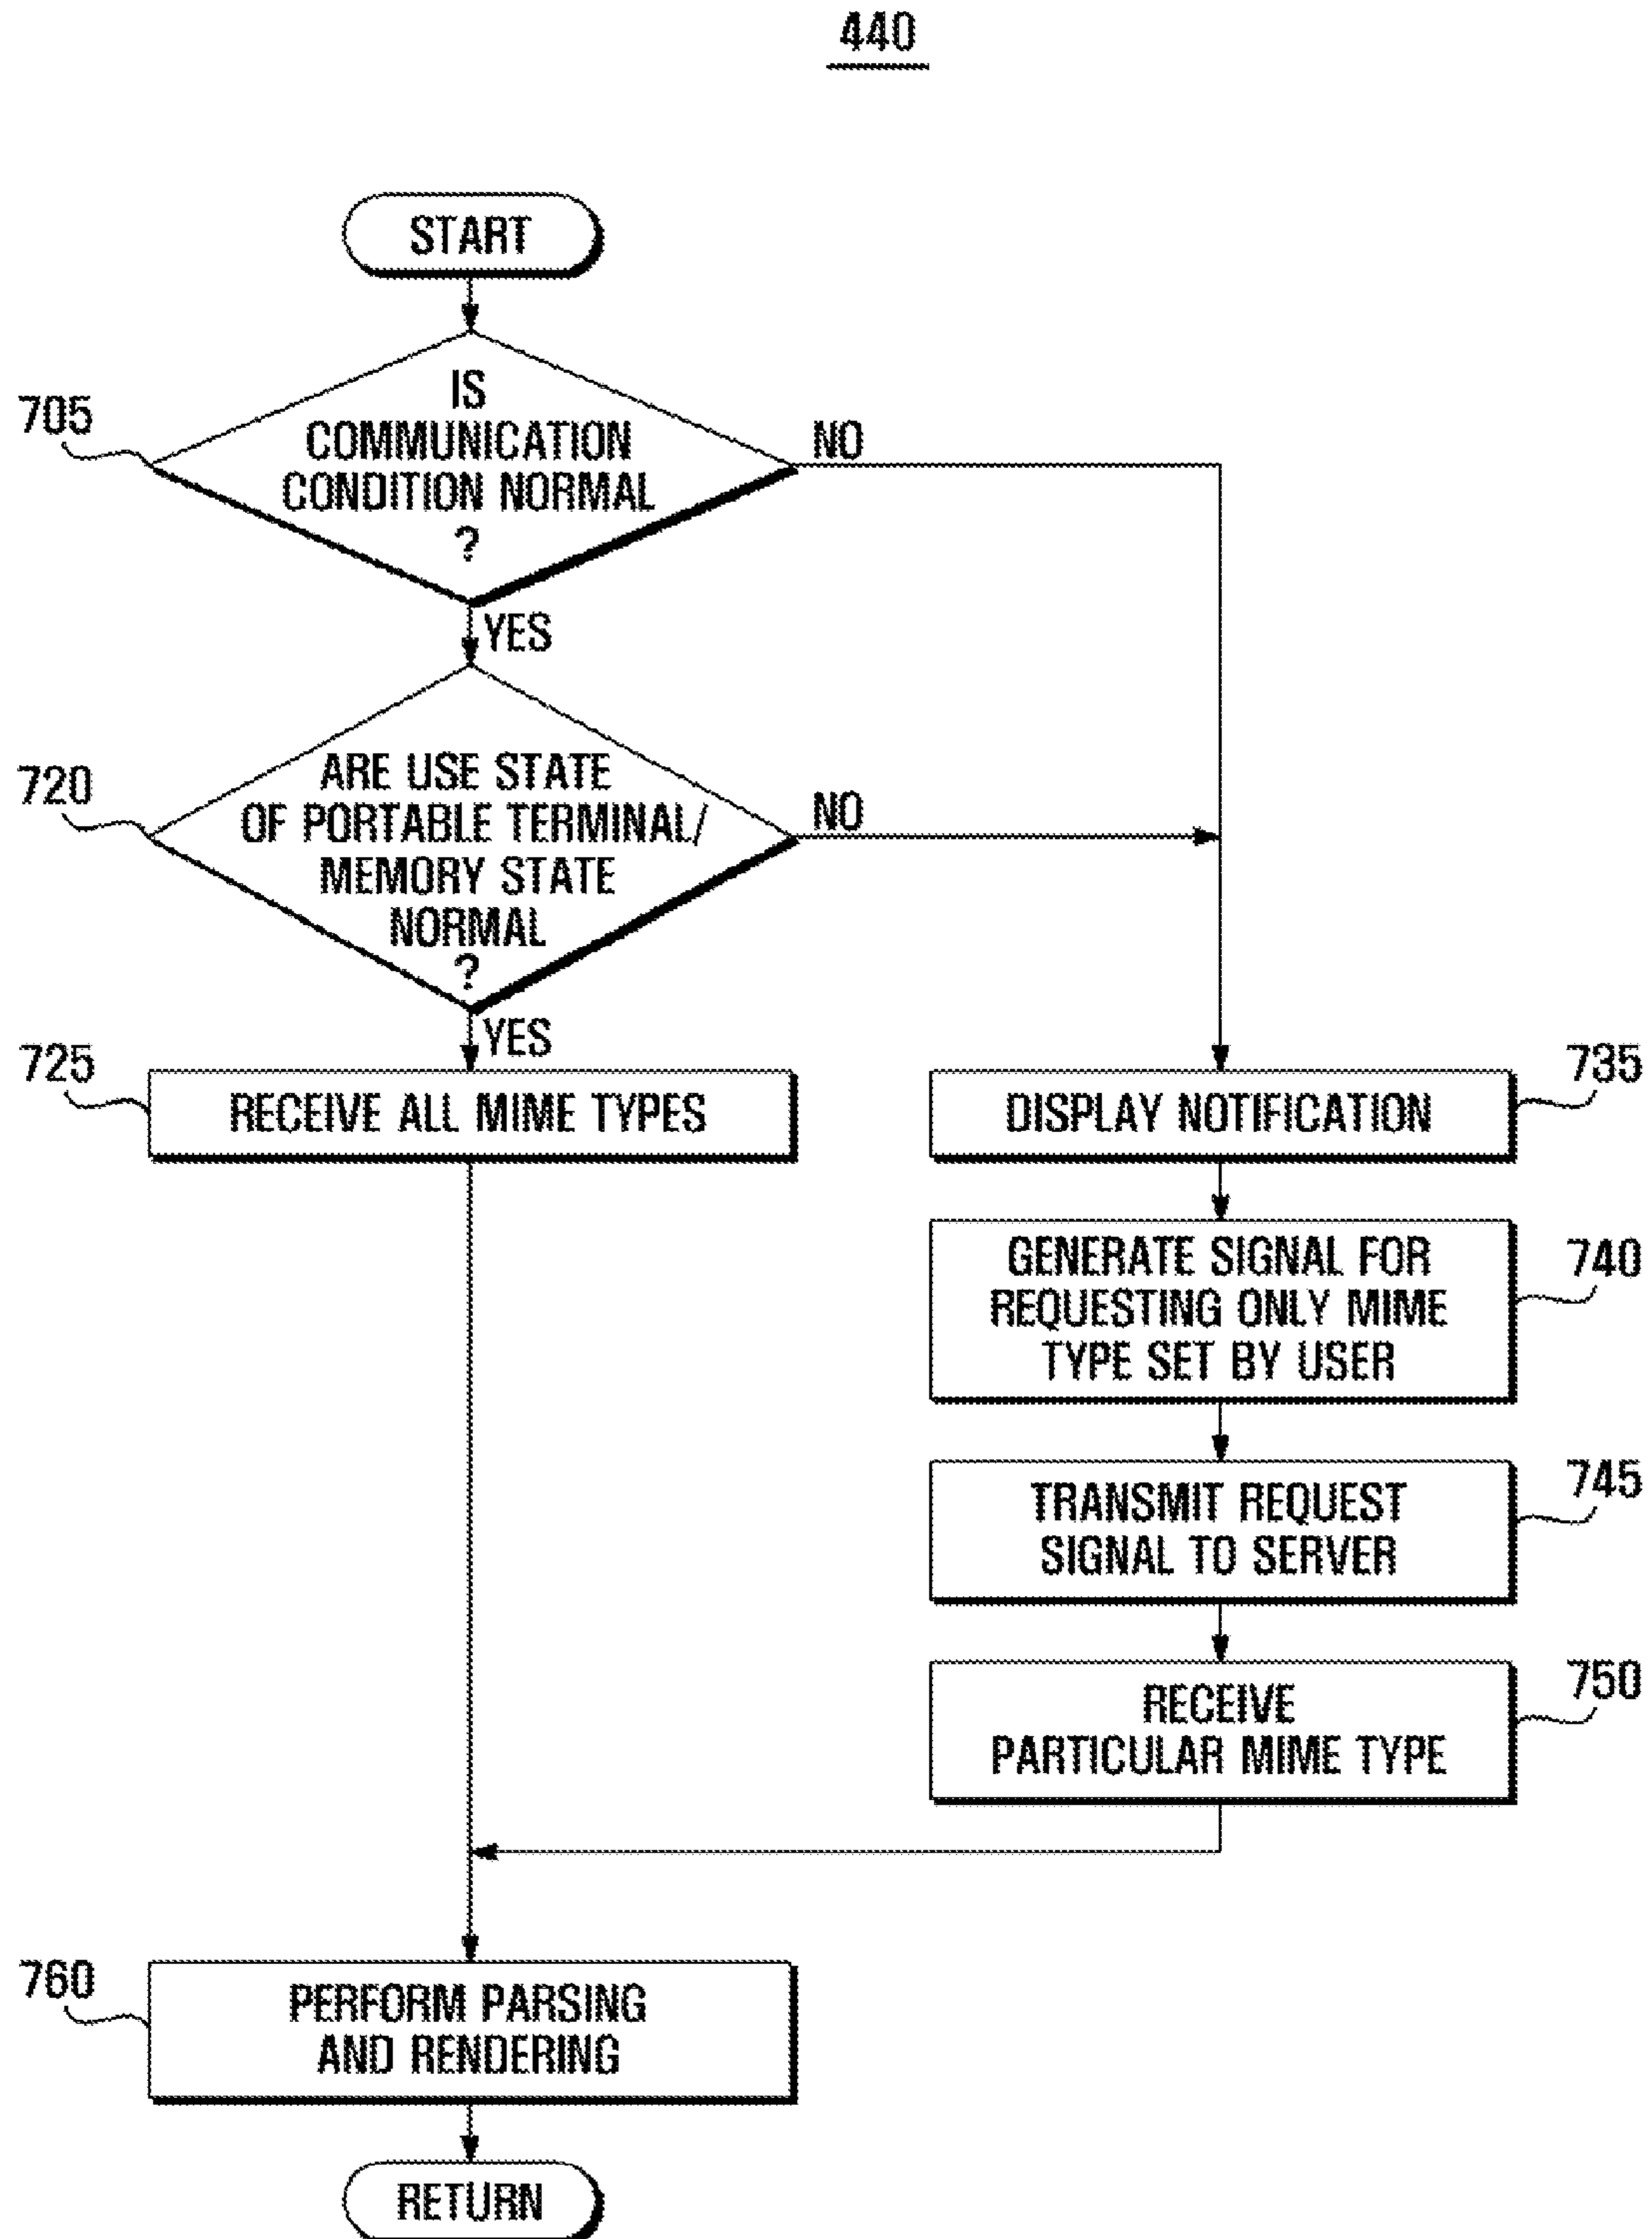 440
START
705
IS
COMMUNICATION
CONDITION NORMAL
?
NO
YES
720
ARE USE STATE
OF PORTABLE TERMINAL/
MEMORY STATE
NORMAL
?
NO
YES
725
RECEIVE ALL MIME TYPES
735
DISPLAY NOTIFICATION
740
GENERATE SIGNAL FOR
REQUESTING ONLY MIME
TYPE SET BY USER
745
TRANSMIT REQUEST
SIGNAL TO SERVER
750
RECEIVE
PARTICULAR MIME TYPE
760
PERFORM PARSING
AND RENDERING
RETURN